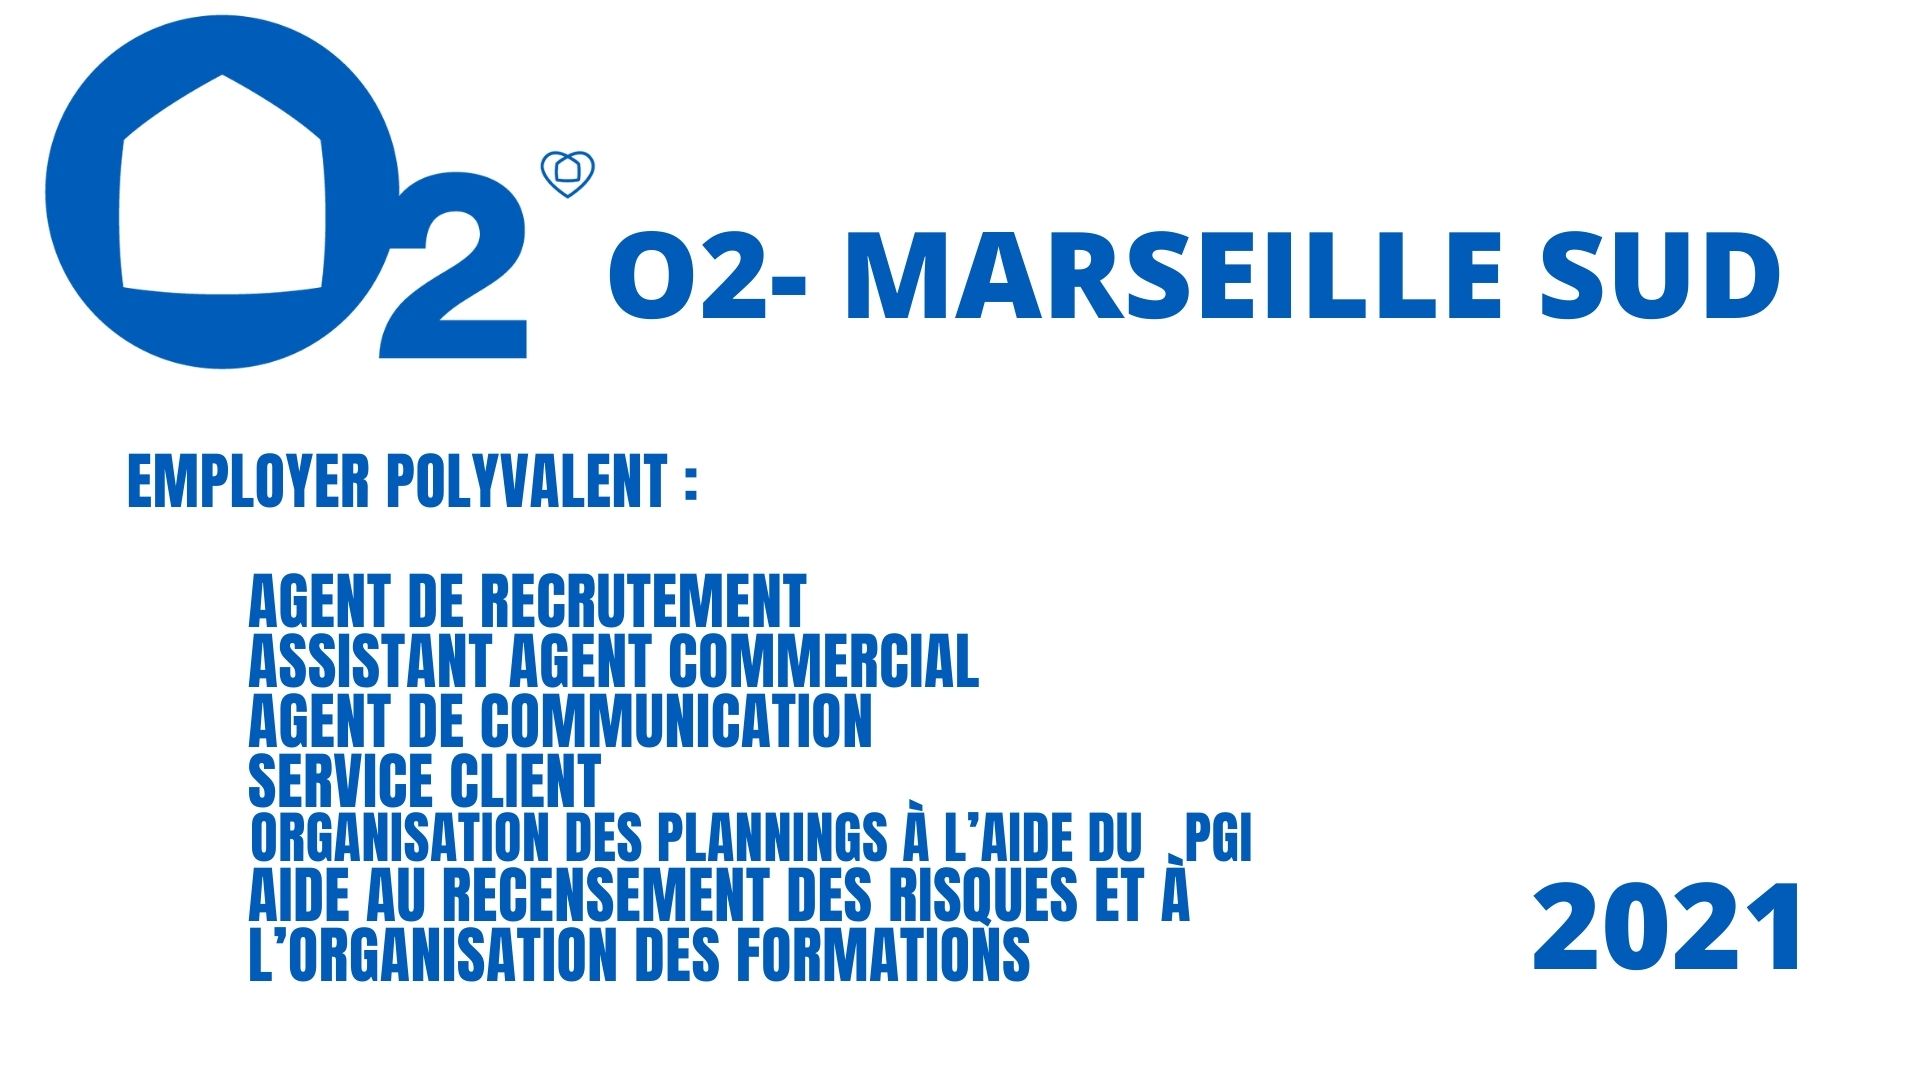 O2
O2- MARSEILLE SUD
EMPLOYER POLYVALENT :
AGENT DE RECRUTEMENT
ASSISTANT AGENT COMMERCIAL
AGENT DE COMMUNICATION
SERVICE CLIENT
ORGANISATION DES PLANNINGS À L’AIDE DU PGI
AIDE AU RECENSEMENT DES RISQUES ET À
L’ORGANISATION DES FORMATIONS
2021